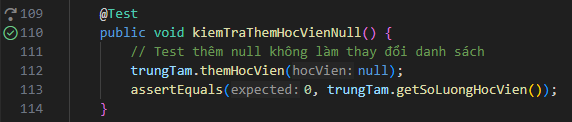 109 @Test
110 public void kiemTraThemHocVienNull() {
111 // Test thêm null không làm thay đổi danh sách
112 trungTam.themHocVien(hocVien: null);
113 assertEquals(expected: 0, trungTam.getSoLuongHocVien());
114 }